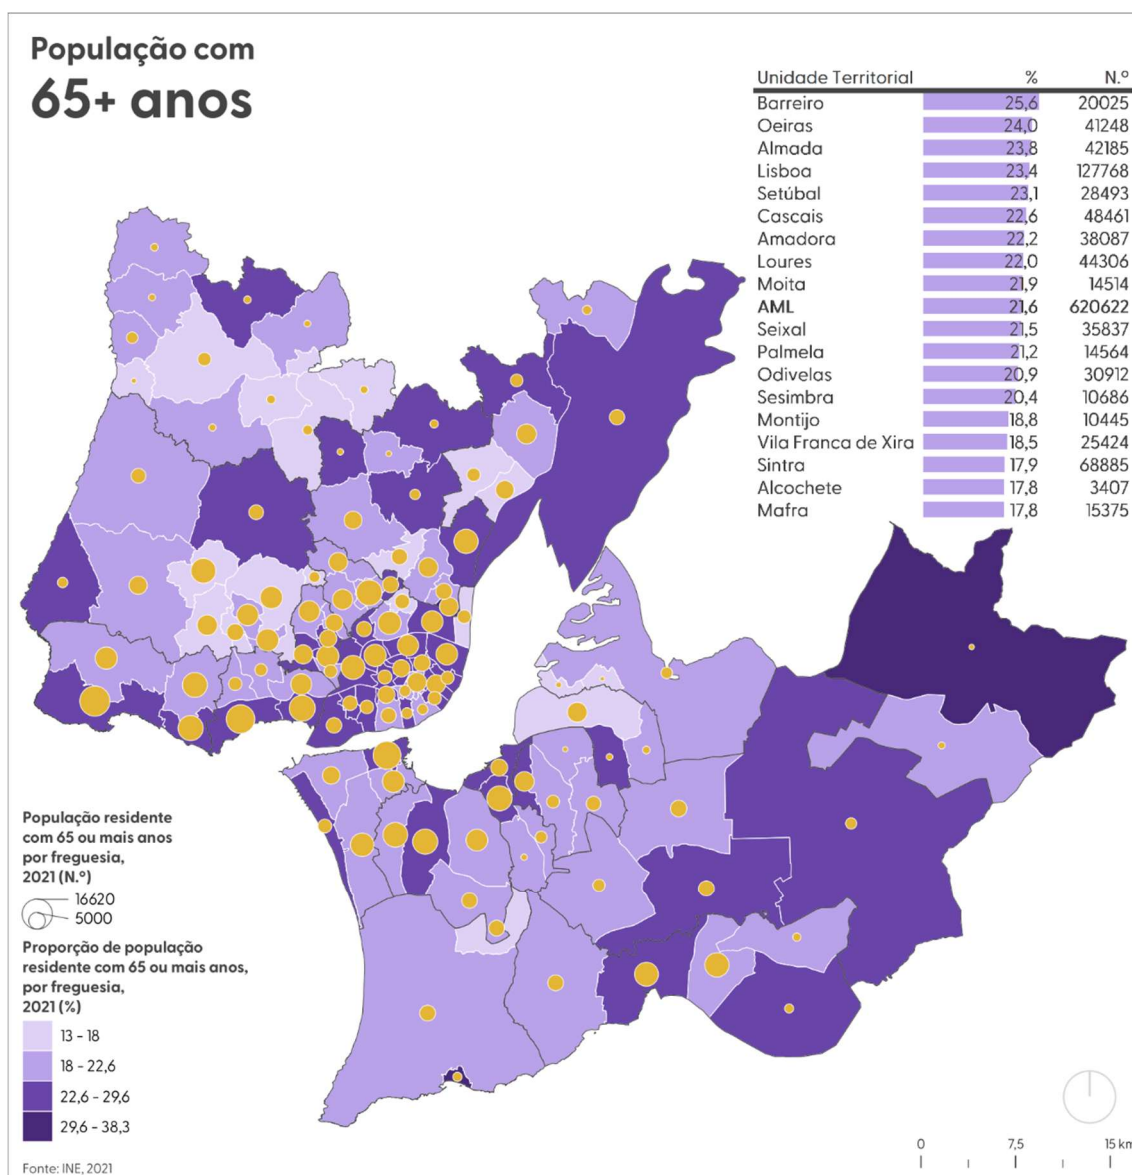 População com
65+ anos
Unidade Territorial % N.º
Barreiro 25,6 20025
Oeiras 24,0 41248
Almada 23,8 42185
Lisboa 23,4 127768
Setúbal 23,1 28493
Cascais 22,6 48461
Amadora 22,2 38087
Loures 22,0 44306
Moita 21,9 14514
AML 21,6 620622
Seixal 21,5 35837
Palmela 21,2 14564
Odivelas 20,9 30912
Sesimbra 20,4 10686
Montijo 18,8 10445
Vila Franca de Xira 18,5 25424
Sintra 17,9 68885
Alcochete 17,8 3407
Mafra 17,8 15375
População residente
com 65 ou mais anos
por freguesia,
2021 (N.º)
16620
5000
Proporção de população
residente com 65 ou mais anos,
por freguesia,
2021 (%)
13 - 18
18 - 22,6
22,6 - 29,6
29,6 - 38,3
Fonte: INE, 2021
0 7,5 15 km